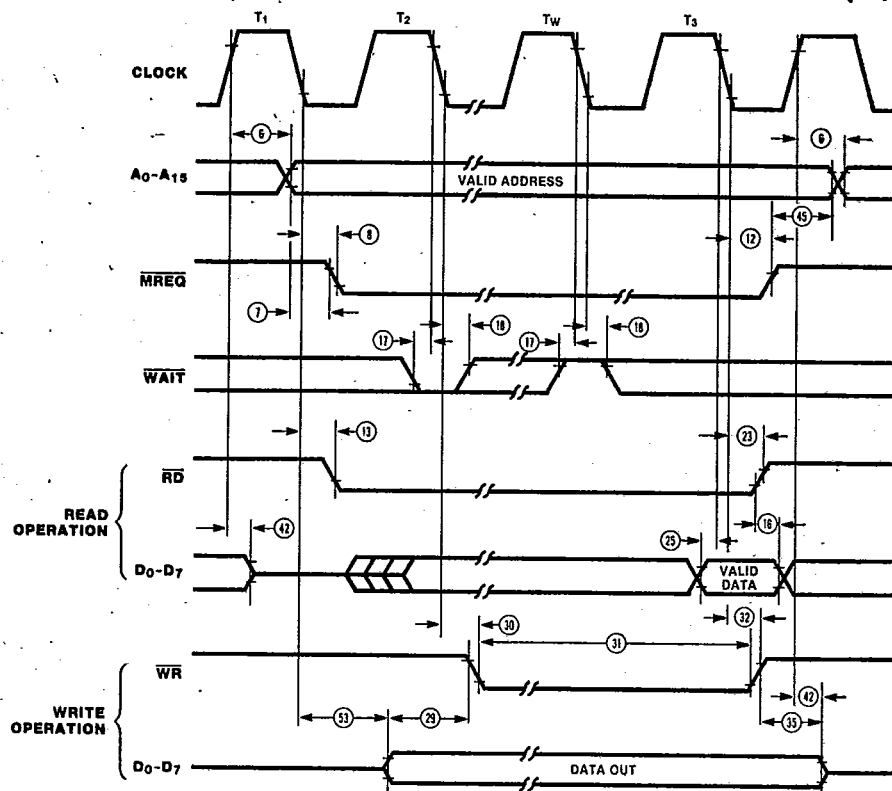 T1 T2 TW T3
CLOCK
6 6
A0-A15 VALID ADDRESS
45
8 12
MREQ
7
17 18 17 18
WAIT
13 23
RD
READ OPERATION
42 16
25
D0-D7 VALID DATA
32
30 31
WR
42
WRITE OPERATION
53 29 35
D0-D7 DATA OUT